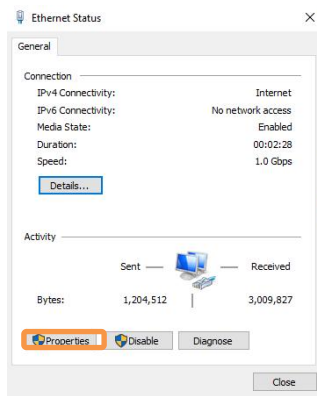 Ethernet Status
General
Connection
IPv4 Connectivity: Internet
IPv6 Connectivity: No network access
Media State: Enabled
Duration: 00:02:28
Speed: 1.0 Gbps
Details...
Activity
Sent Received
Bytes: 1,204,512 3,009,827
Properties Disable Diagnose
Close